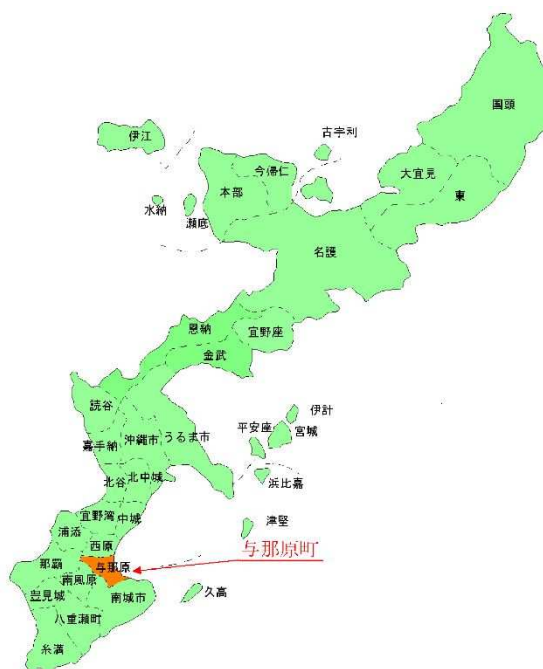 国頭
伊江
古宇利
今帰仁
大宜見
本部
東
水納
瀬底
名護
恩納
宜野座
金武
読谷
伊計
沖縄市
うるま市
平安座
宮城
嘉手納
北谷
北中城
浜比嘉
宜野湾
中城
津堅
浦添
西原
与那原町
那覇
与那原
南風原
豊見城
南城市
久高
八重瀬町
糸満